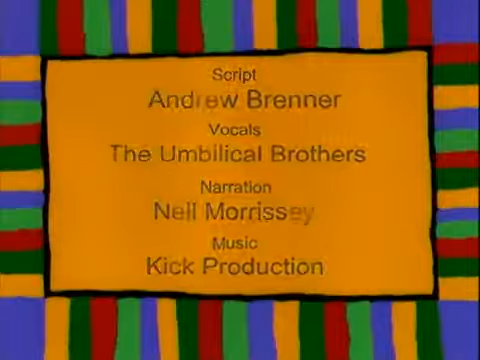 Script
Andrew Brenner
Vocals
The Umbilical Brothers
Narration
Neil Morrissey
Music
Kick Production